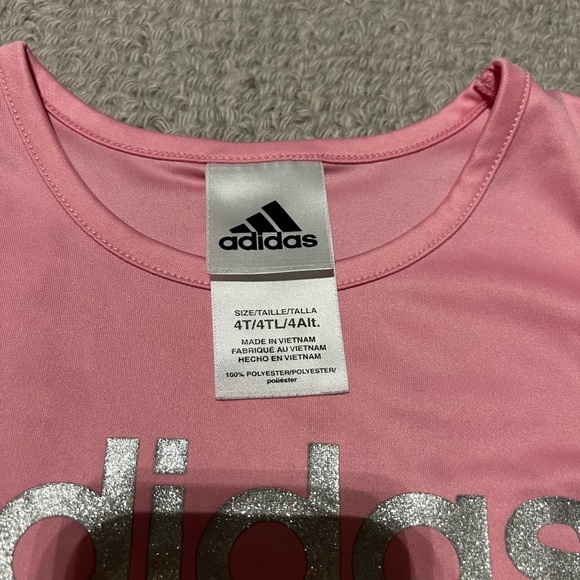 adidas
SIZE/TAILLE/TALLA
4T/4TL/4Alt.
MADE IN VIETNAM
FABRIQUÉ AU VIETNAM
HECHO EN VIETNAM
100% POLYESTER/POLYESTER/
poliéster
adidas